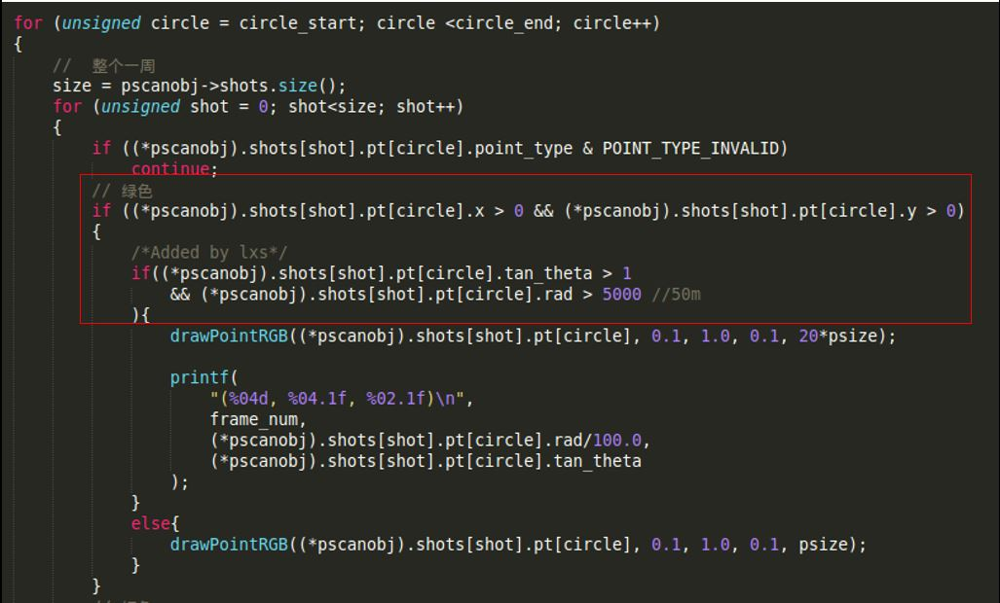 for (unsigned circle = circle_start; circle <circle_end; circle++)
{
// 整个一周
size = pscanobj->shots.size();
for (unsigned shot = 0; shot<size; shot++)
{
if ((*pscanobj).shots[shot].pt[circle].point_type & POINT_TYPE_INVALID)
continue;
// 绿色
if ((*pscanobj).shots[shot].pt[circle].x > 0 && (*pscanobj).shots[shot].pt[circle].y > 0)
{
/*Added by lxs*/
if((*pscanobj).shots[shot].pt[circle].tan_theta > 1
&& (*pscanobj).shots[shot].pt[circle].rad > 5000 //50m
){
drawPointRGB((*pscanobj).shots[shot].pt[circle], 0.1, 1.0, 0.1, 20*psize);
printf(
"(%04d, %04.1f, %02.1f)\n",
frame_num,
(*pscanobj).shots[shot].pt[circle].rad/100.0,
(*pscanobj).shots[shot].pt[circle].tan_theta
);
}
else{
drawPointRGB((*pscanobj).shots[shot].pt[circle], 0.1, 1.0, 0.1, psize);
}
}